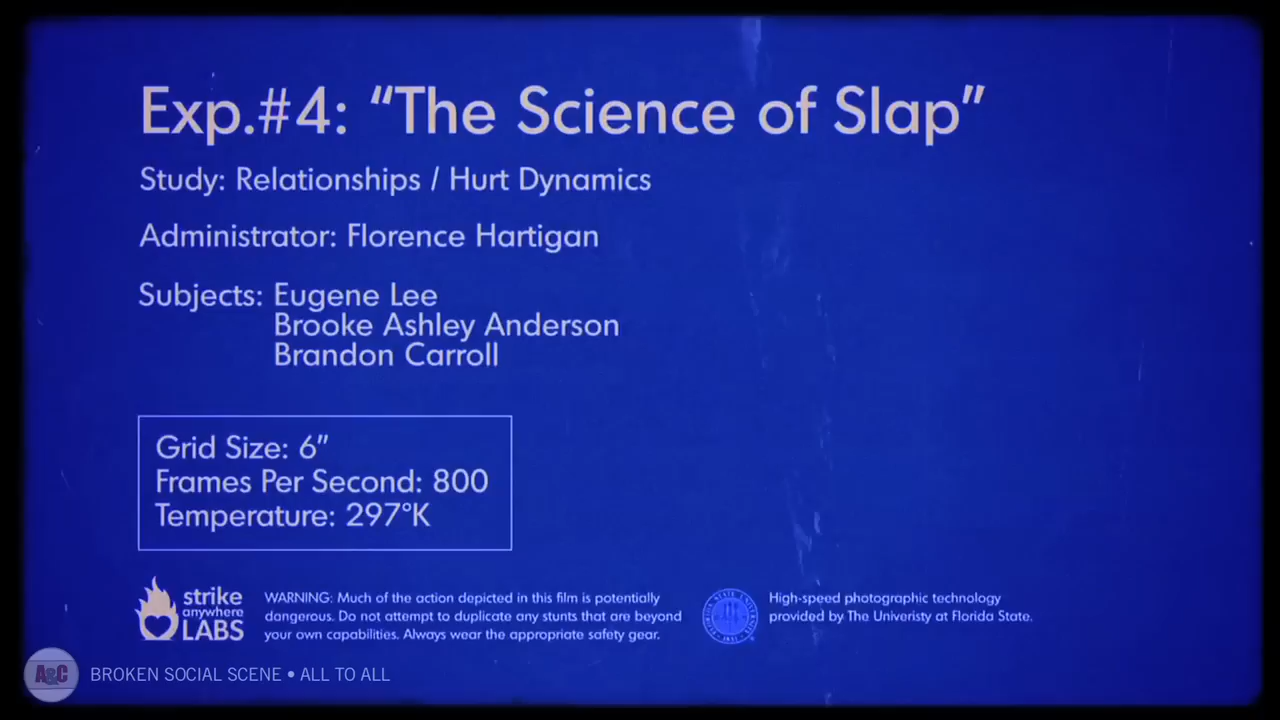 Exp.#4: “The Science of Slap”
Study: Relationships / Hurt Dynamics
Administrator: Florence Hartigan
Subjects: Eugene Lee
Brooke Ashley Anderson
Brandon Carroll
Grid Size: 6”
Frames Per Second: 800
Temperature: 297°K
strike
anywhere
LABS
WARNING: Much of the action depicted in this film is potentially
dangerous. Do not attempt to duplicate any stunts that are beyond
your own capabilities. Always wear the appropriate safety gear.
High-speed photographic technology
provided by The Univeristy at Florida State.
A&C
BROKEN SOCIAL SCENE • ALL TO ALL